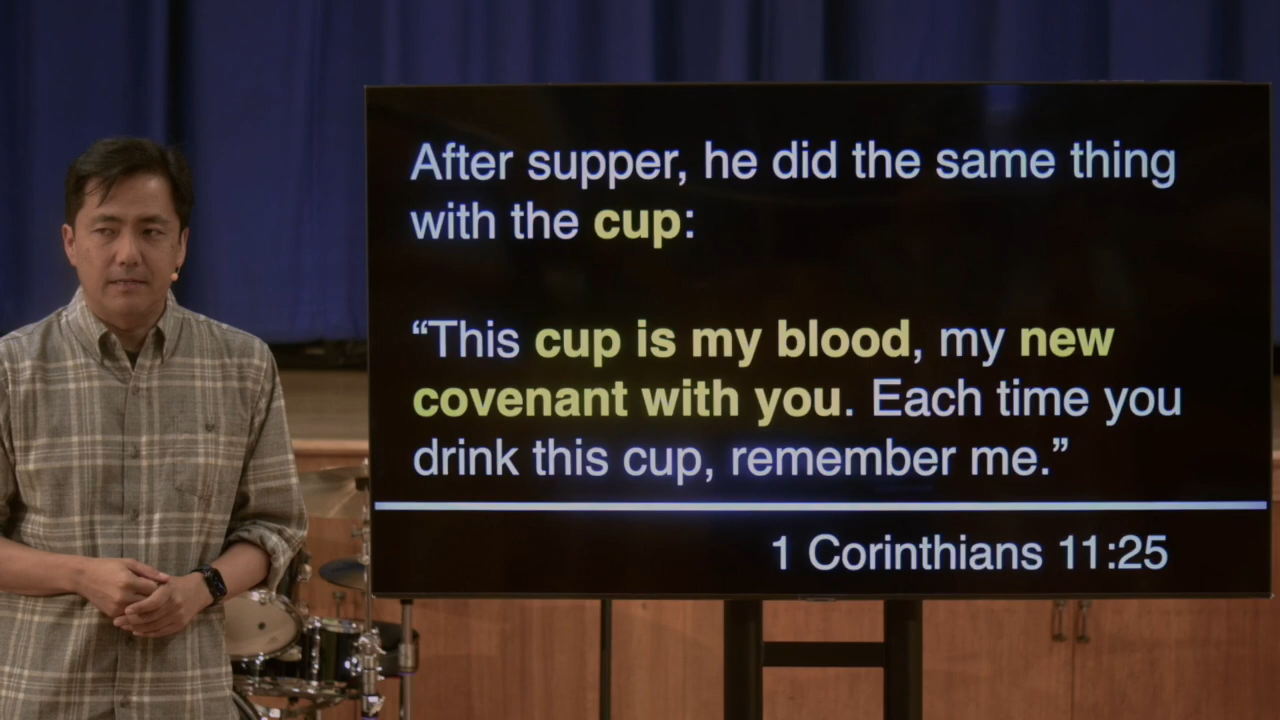 After supper, he did the same thing
with the cup:
“This cup is my blood, my new
covenant with you. Each time you
drink this cup, remember me.”
1 Corinthians 11:25